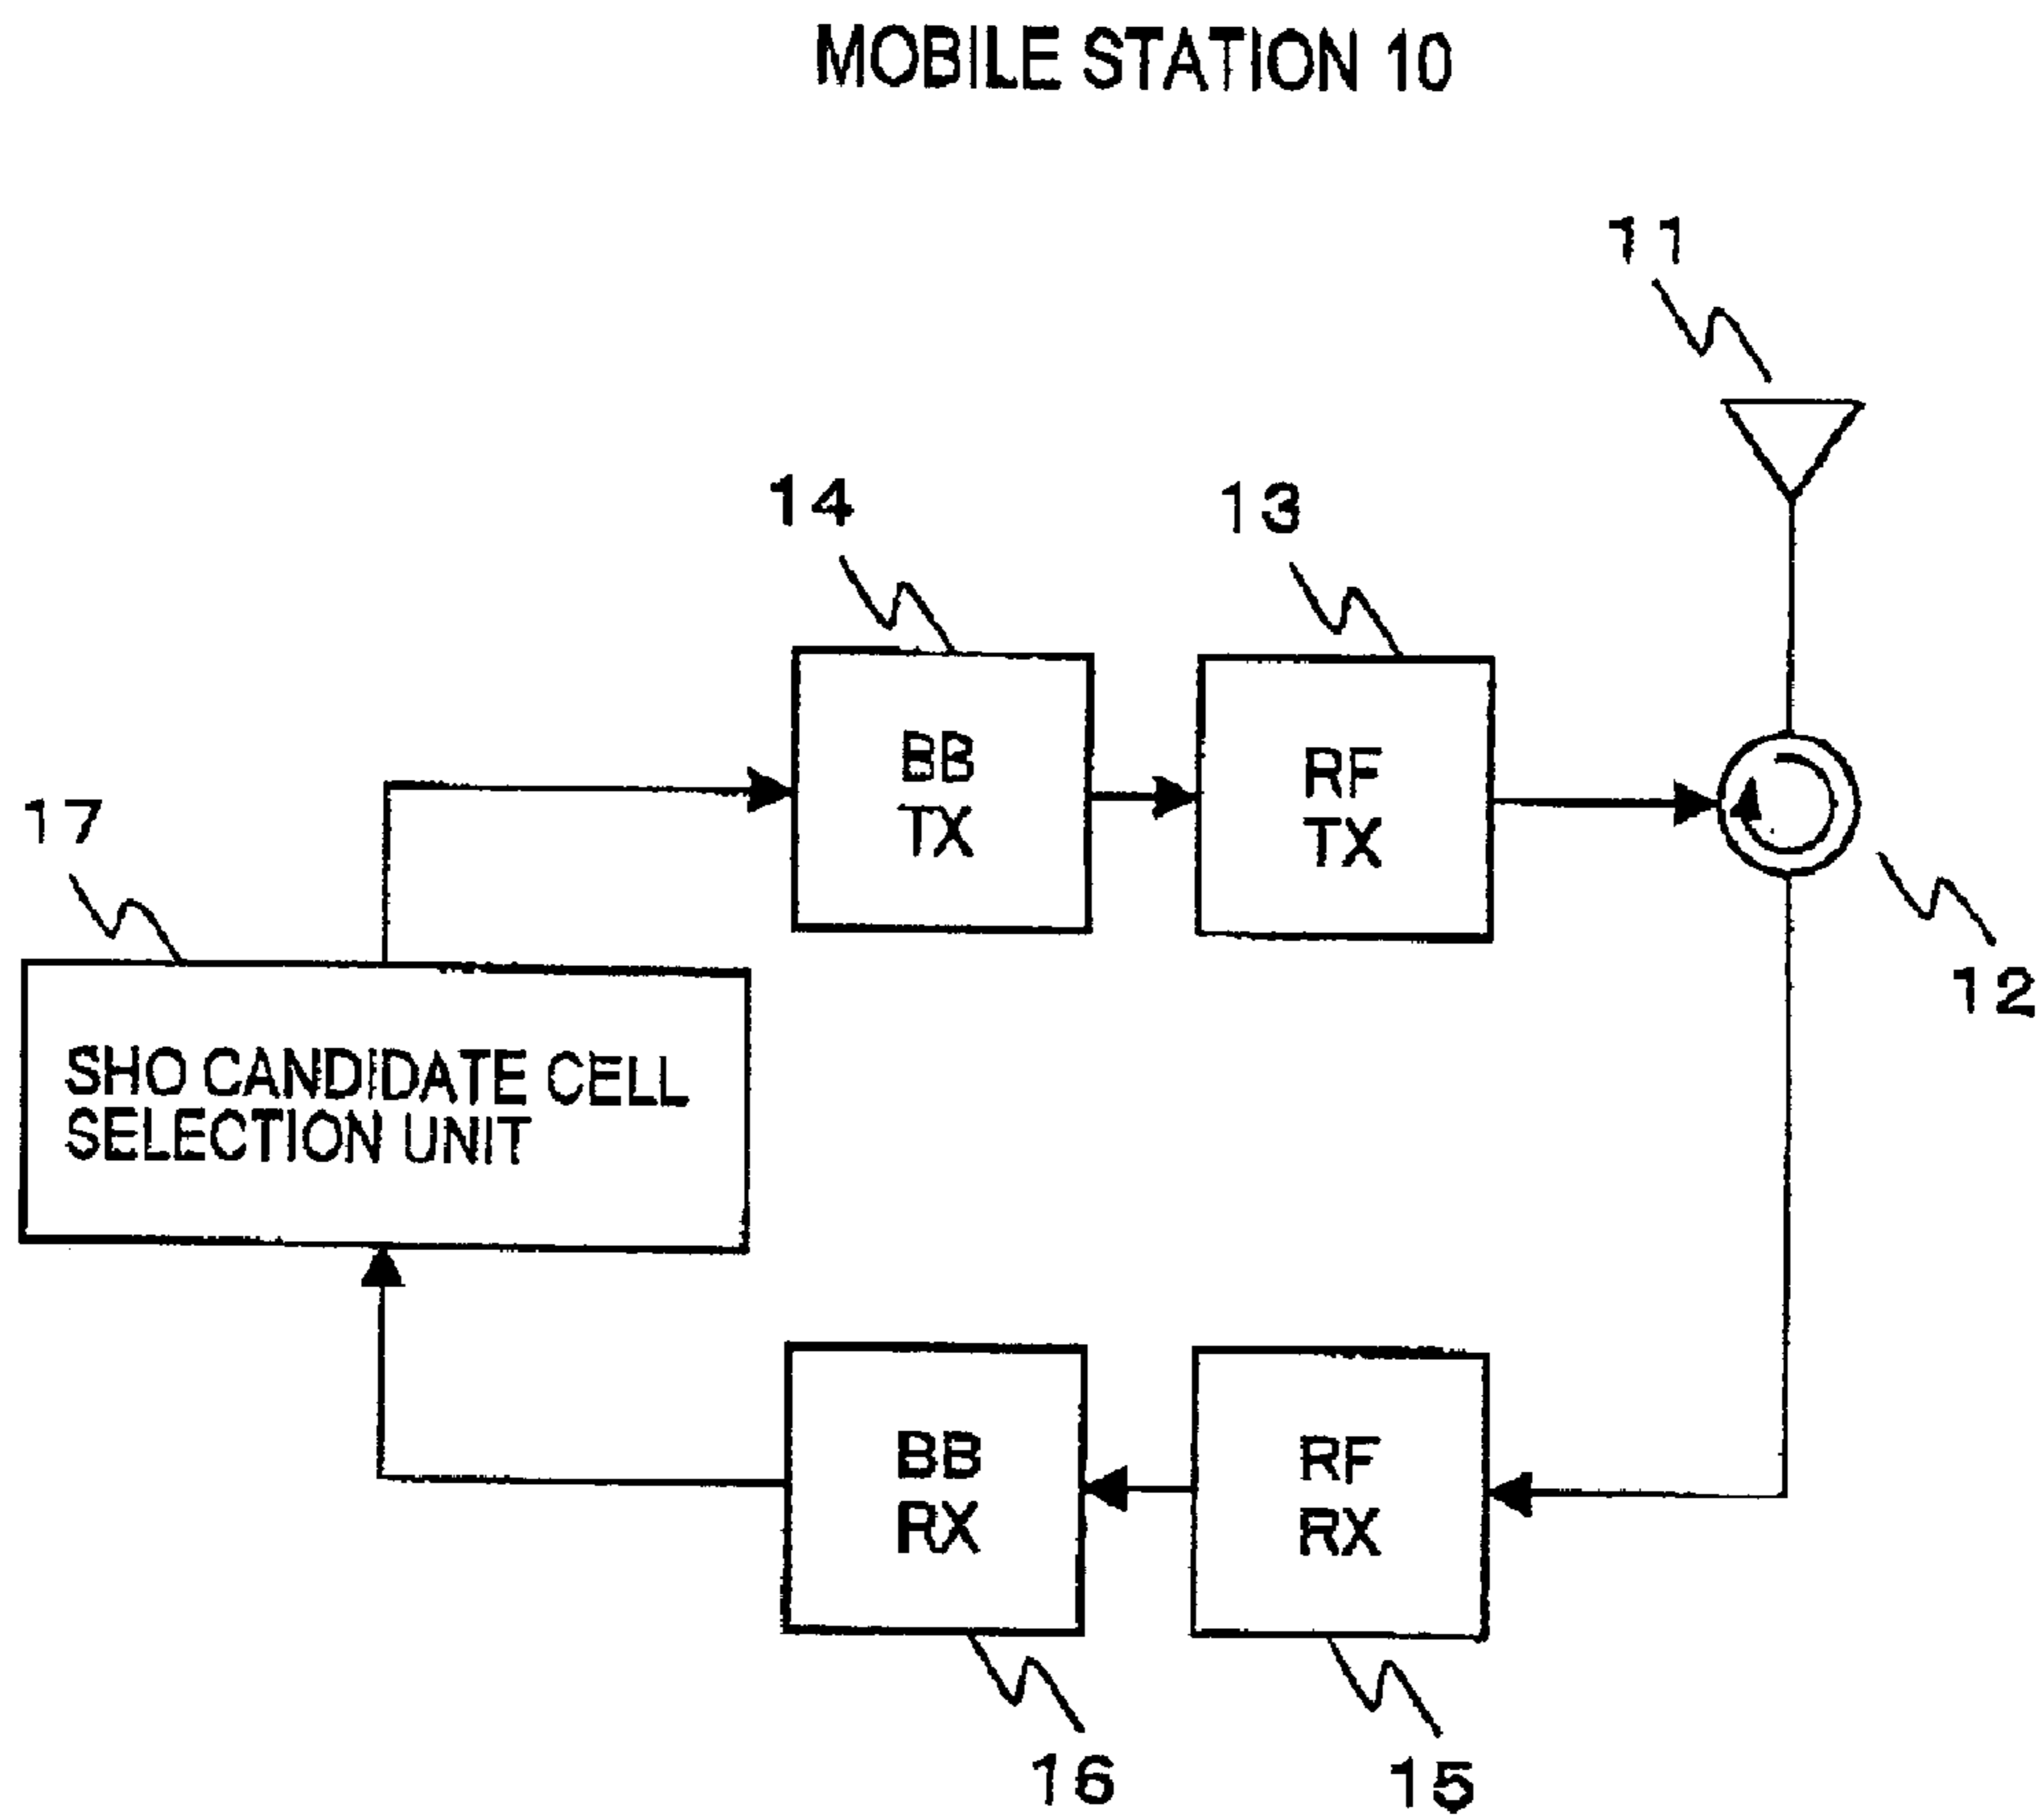 MOBILE STATION 10
11
14
13
BB
TX
RF
TX
17
12
SHO CANDIDATE CELL
SELECTION UNIT
BB
RX
RF
RX
16
15